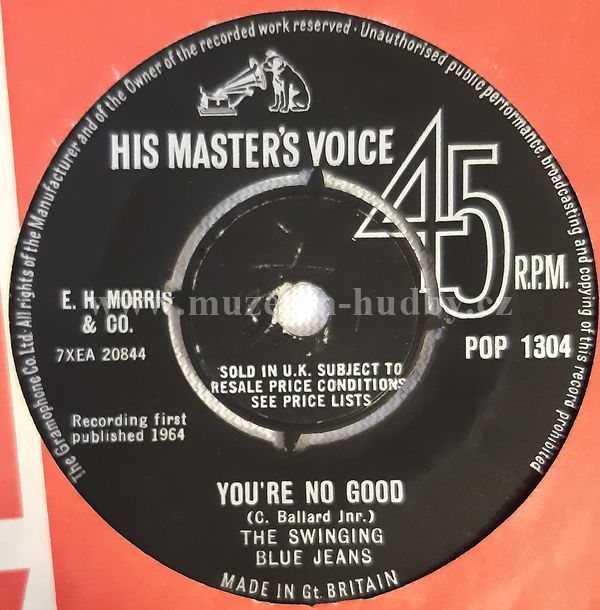 The Gramophone Co. Ltd. All rights of the Manufacturer and of the Owner of the recorded work reserved · Unauthorised public performance, broadcasting and copying of this record prohibited
HIS MASTER'S VOICE
45
R.P.M.
E. H. MORRIS
& CO.
7XEA 20844
POP 1304
www.muzeum-hudby.cz
SOLD IN U.K. SUBJECT TO
RESALE PRICE CONDITIONS
SEE PRICE LISTS
Recording first
published 1964
YOU'RE NO GOOD
(C. Ballard Jnr.)
THE SWINGING
BLUE JEANS
MADE IN Gt. BRITAIN